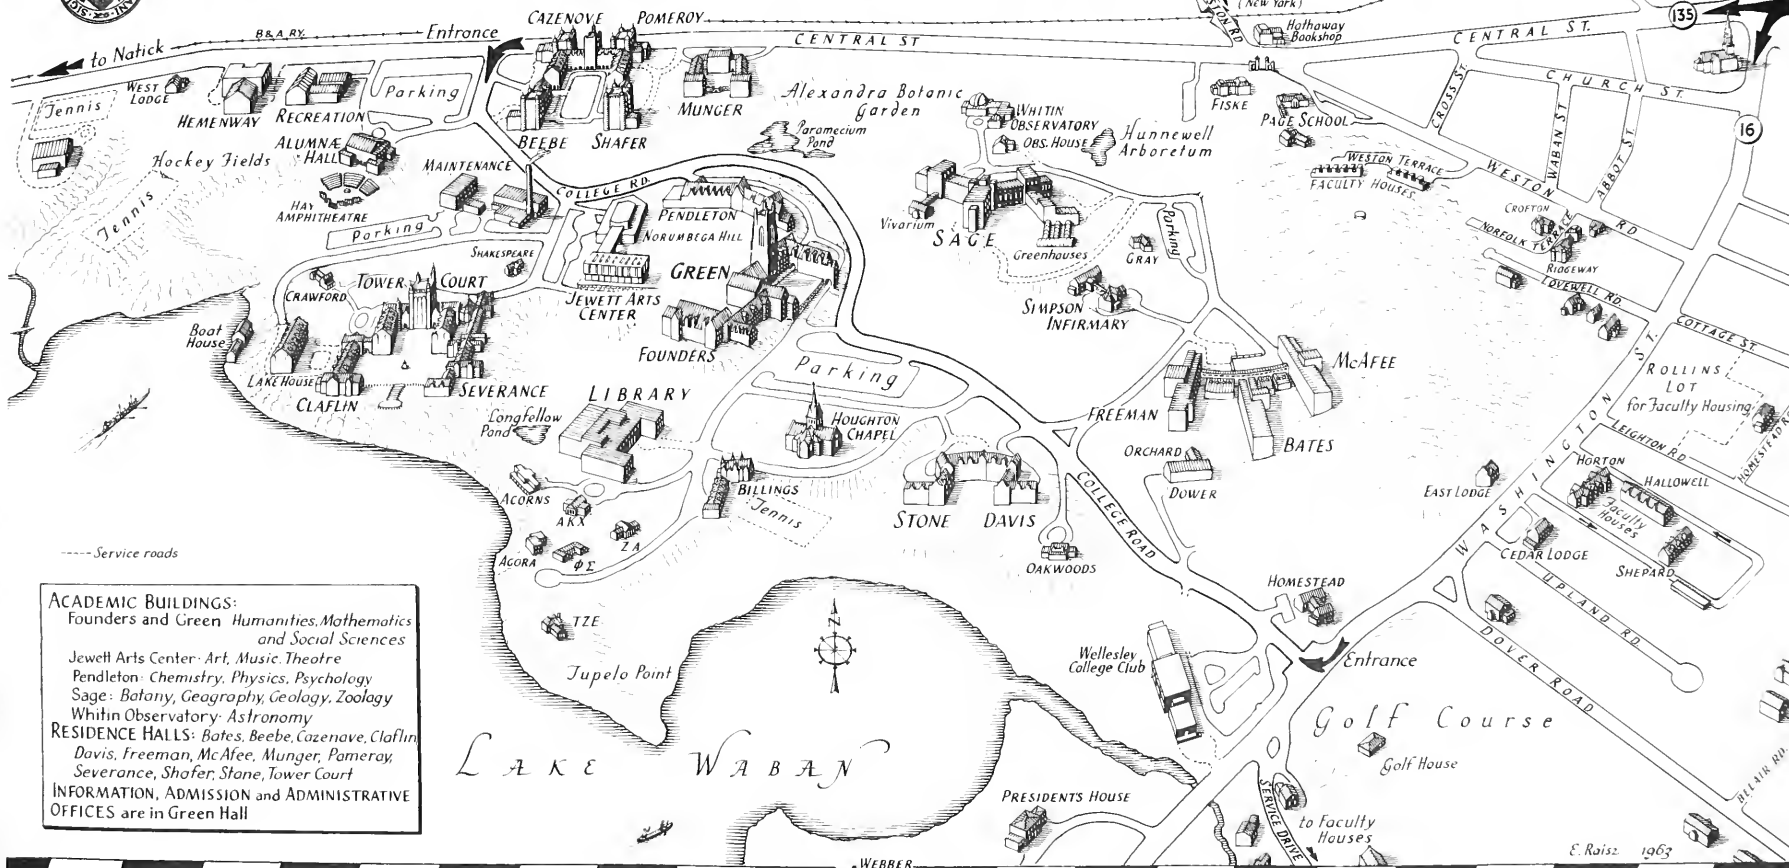 (New York)
CAZENOVE
POMEROY
Hathaway
Bookshop
WESTON RD
135
to Natick
B & A RY.
Entrance
CENTRAL ST
CENTRAL ST.
CHURCH ST.
Tennis
WEST
LODGE
HEMENWAY
RECREATION
Parking
BEEBE
SHAFER
MUNGER
Alexandra Botanic
Garden
Paramecium
Pond
WHITIN
OBSERVATORY
OBS. HOUSE
Hunnewell
Arboretum
FISKE
PAGE SCHOOL
CROSS ST.
WABAN ST
ABBOT ST.
16
Hockey Fields
ALUMNÆ
HALL
MAINTENANCE
COLLEGE RD.
Tennis
HAY
AMPHITHEATRE
Parking
PENDLETON
NORUMBEGA HILL
GREEN
SHAKESPEARE
JEWETT ARTS
CENTER
FOUNDERS
Vivarium
SAGE
Greenhouses
Parking
GRAY
SIMPSON
INFIRMARY
WESTON TERRACE
FACULTY HOUSES
WESTON RD
CROFTON
NORFOLK TERRACE
RIDGEWAY
LOVEWELL RD.
COTTAGE ST.
CRAWFORD
TOWER COURT
Boat
House
LAKE HOUSE
CLAFLIN
SEVERANCE
Longfellow
Pond
LIBRARY
Parking
HOUGHTON
CHAPEL
FREEMAN
McAFEE
BATES
ORCHARD
DOWER
ROLLINS
LOT
for Faculty Housing
LEIGHTON RD
HOMESTEAD RD
WASHINGTON ST.
ACORNS
AKX
ZA
AGORA
ΦΣ
TZE
BILLINGS
Tennis
STONE
DAVIS
COLLEGE ROAD
OAKWOODS
EAST LODGE
HORTON
HALLOWELL
Faculty
Houses
CEDAR LODGE
SHEPARD
UPLAND RD.
DOVER ROAD
BELAIR RD.
HOMESTEAD
Entrance
Wellesley
College Club
Tupelo Point
N
LAKE WABAN
Golf Course
Golf House
PRESIDENT'S HOUSE
SERVICE DRIVE
to Faculty
Houses
WEBBER
E. Raisz 1963
Service roads
ACADEMIC BUILDINGS:
Founders and Green Humanities, Mathematics
and Social Sciences
Jewett Arts Center: Art, Music. Theatre
Pendleton: Chemistry, Physics, Psychology
Sage: Botany, Geography, Geology, Zoology
Whitin Observatory: Astronomy
RESIDENCE HALLS: Bates, Beebe, Cazenove, Claflin
Davis, Freeman, McAfee, Munger, Pomeroy,
Severance, Shafer, Stone, Tower Court
INFORMATION, ADMISSION and ADMINISTRATIVE
OFFICES are in Green Hall